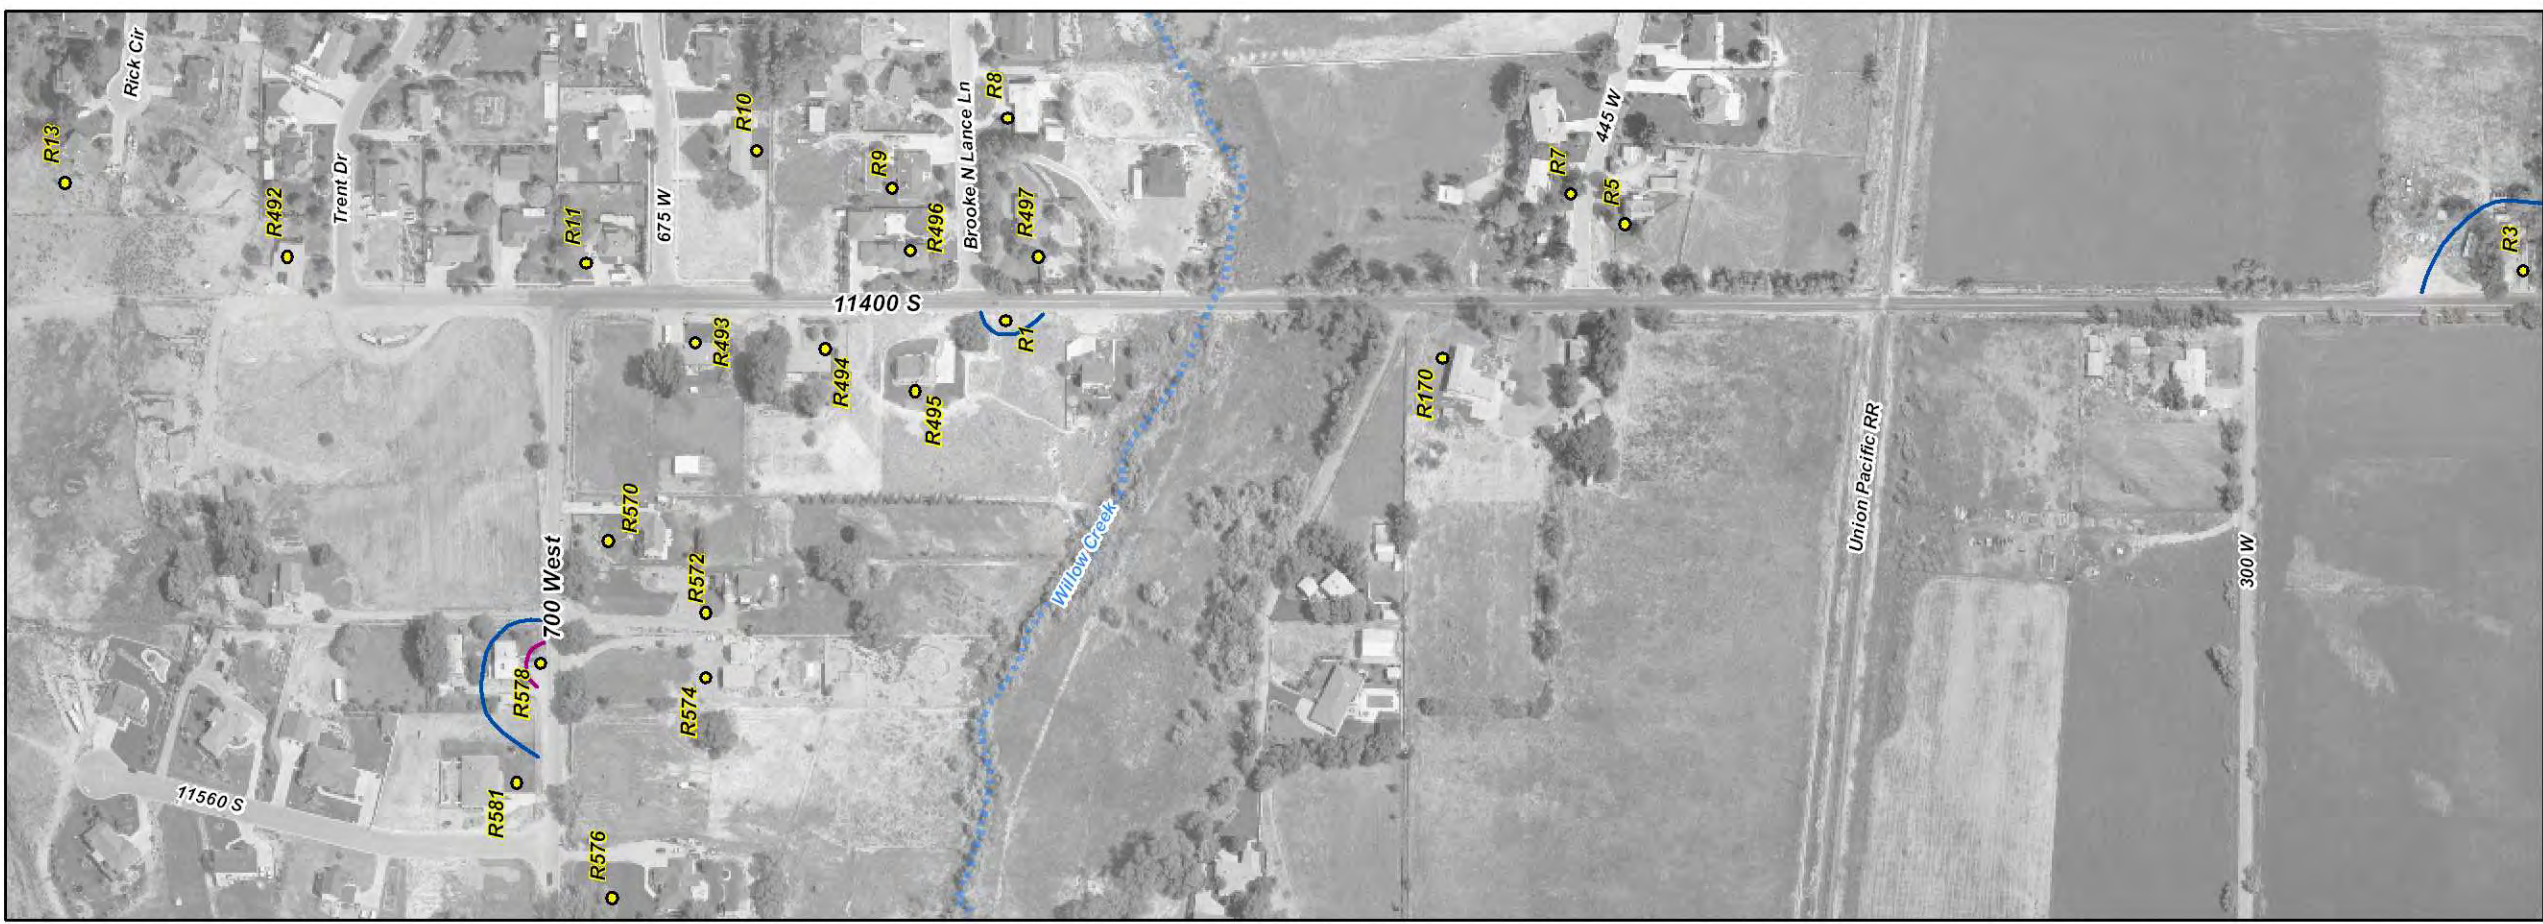 Rick Cir
R13
R492
Trent Dr
R11
675 W
R10
R9
R496
Brooke N Lance Ln
R8
R497
R7
445 W
R5
R3
11400 S
R493
R494
R495
R1
R170
Union Pacific RR
300 W
R570
700 West
R572
Willow Creek
R578
R574
11560 S
R581
R576